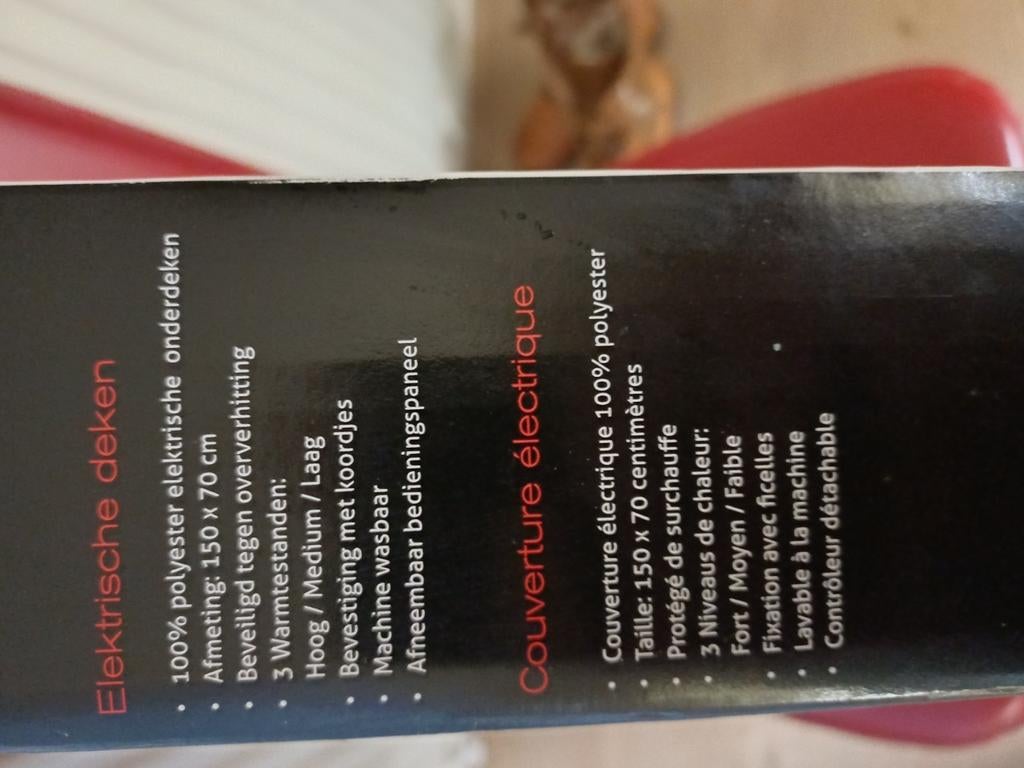 Elektrische deken
• 100% polyester elektrische onderdeken
• Afmeting: 150 x 70 cm
• Beveiligd tegen oververhitting
• 3 Warmtestanden:
Hoog / Medium / Laag
• Bevestiging met koordjes
• Machine wasbaar
• Afneembaar bedieningspaneel
Couverture électrique
• Couverture électrique 100% polyester
• Taille: 150 x 70 centimètres
• Protégé de surchauffe
• 3 Niveaus de chaleur:
Fort / Moyen / Faible
• Fixation avec ficelles
• Lavable à la machine
• Contrôleur détachable